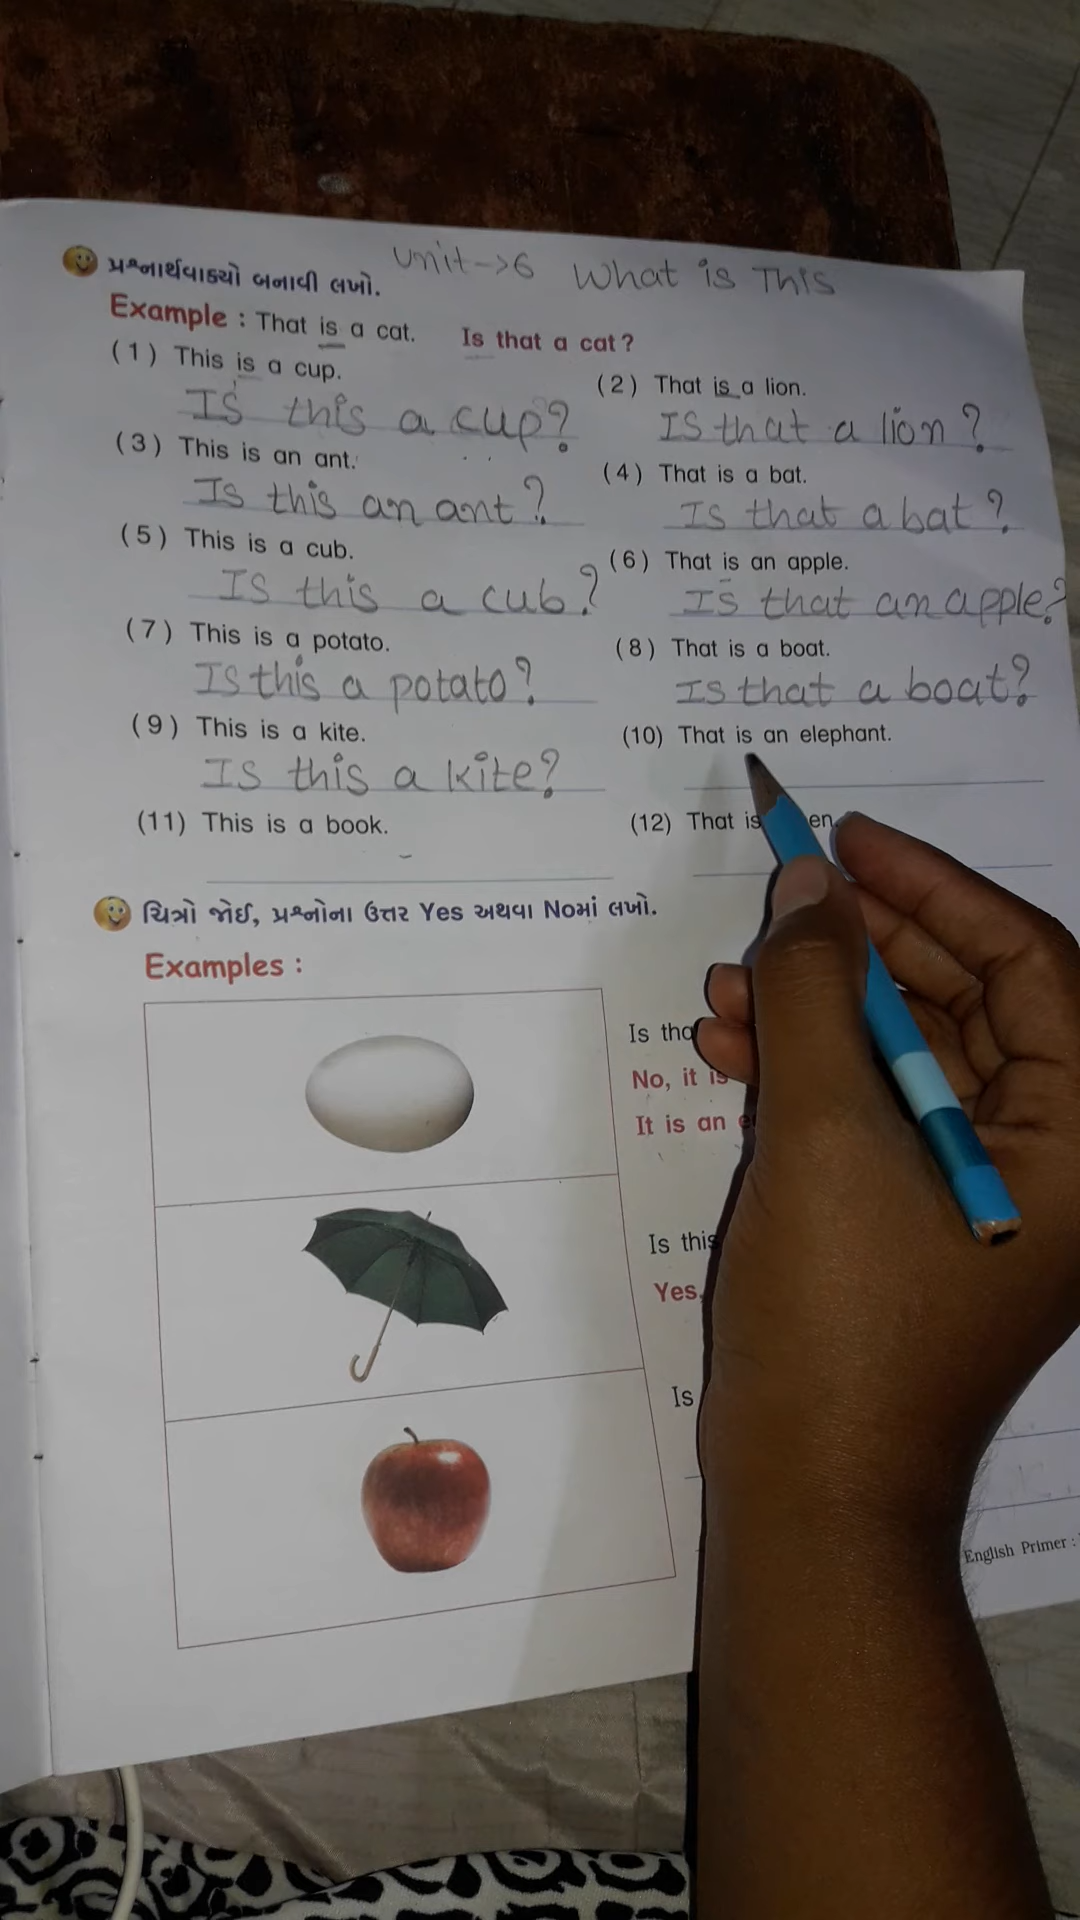 unit->6 What is This
પ્રશ્નાર્થવાક્યો બનાવી લખો.
Example : That is a cat. Is that a cat ?
(1) This is a cup.
(2) That is a lion.
Is this a cup?
Is that a lion?
(3) This is an ant.
(4) That is a bat.
Is this an ant?
Is that a bat?
(5) This is a cub.
(6) That is an apple.
Is this a cub?
Is that an apple?
(7) This is a potato.
(8) That is a boat.
Is this a potato?
Is that a boat?
(9) This is a kite.
(10) That is an elephant.
Is this a kite?
(11) This is a book.
(12) That is
ચિત્રો જોઈ, પ્રશ્નોના ઉત્તર Yes અથવા Noમાં લખો.
Examples :
Is
No, it is
It is an
Is this
Yes,
Is
English Primer :